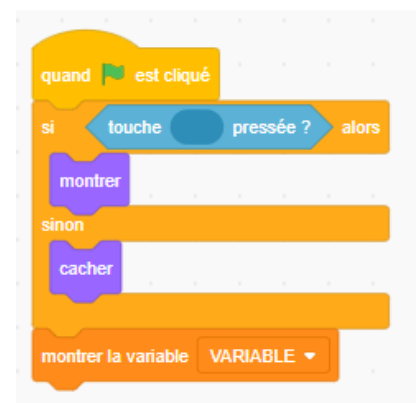 quand est cliqué
si touche pressée ? alors
montrer
sinon
cacher
montrer la variable VARIABLE